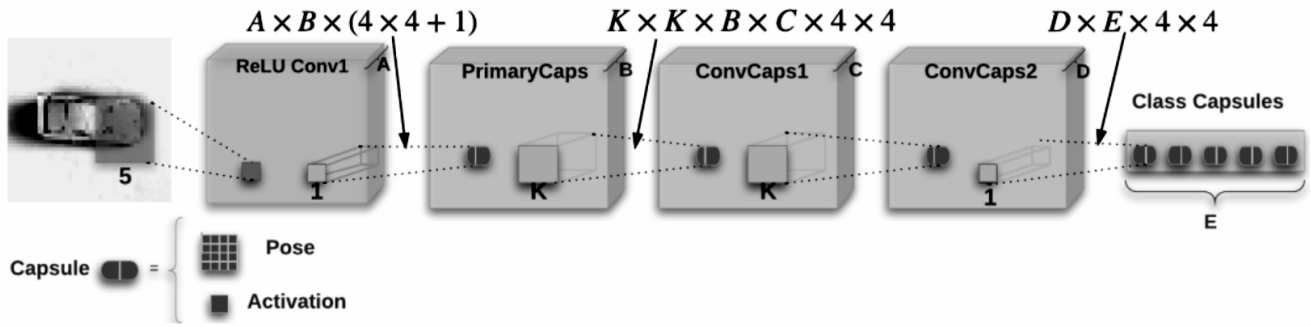 A × B × (4 × 4 + 1)
K × K × B × C × 4 × 4
D × E × 4 × 4
ReLU Conv1
A
PrimaryCaps
B
ConvCaps1
C
ConvCaps2
D
Class Capsules
5
1
K
K
1
E
Capsule
=
Pose
Activation